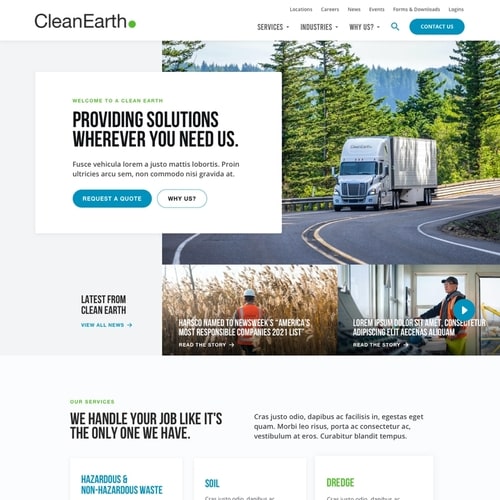 Locations Careers News Events Forms & Downloads Logins
CleanEarth
SERVICES INDUSTRIES WHY US? CONTACT US
WELCOME TO A CLEAN EARTH
PROVIDING SOLUTIONS
WHEREVER YOU NEED US.
Fusce vehicula lorem a justo mattis lobortis. Proin
ultricies arcu sem, non commodo nisi gravida at.
REQUEST A QUOTE WHY US?
CleanEarth
LATEST FROM
CLEAN EARTH
VIEW ALL NEWS →
HARSCO NAMED TO NEWSWEEK'S "AMERICA'S
MOST RESPONSIBLE COMPANIES 2021 LIST"
READ THE STORY →
LOREM IPSUM DOLOR SIT AMET, CONSECTETUR
ADIPISCING ELIT AECENAS ALIQUAM
READ THE STORY →
OUR SERVICES
WE HANDLE YOUR JOB LIKE IT'S
THE ONLY ONE WE HAVE.
Cras justo odio, dapibus ac facilisis in, egestas eget
quam. Morbi leo risus, porta ac consectetur ac,
vestibulum at eros. Curabitur blandit tempus.
HAZARDOUS &
NON-HAZARDOUS WASTE
SOIL
Cras justo odio, dapibus ac
DREDGE